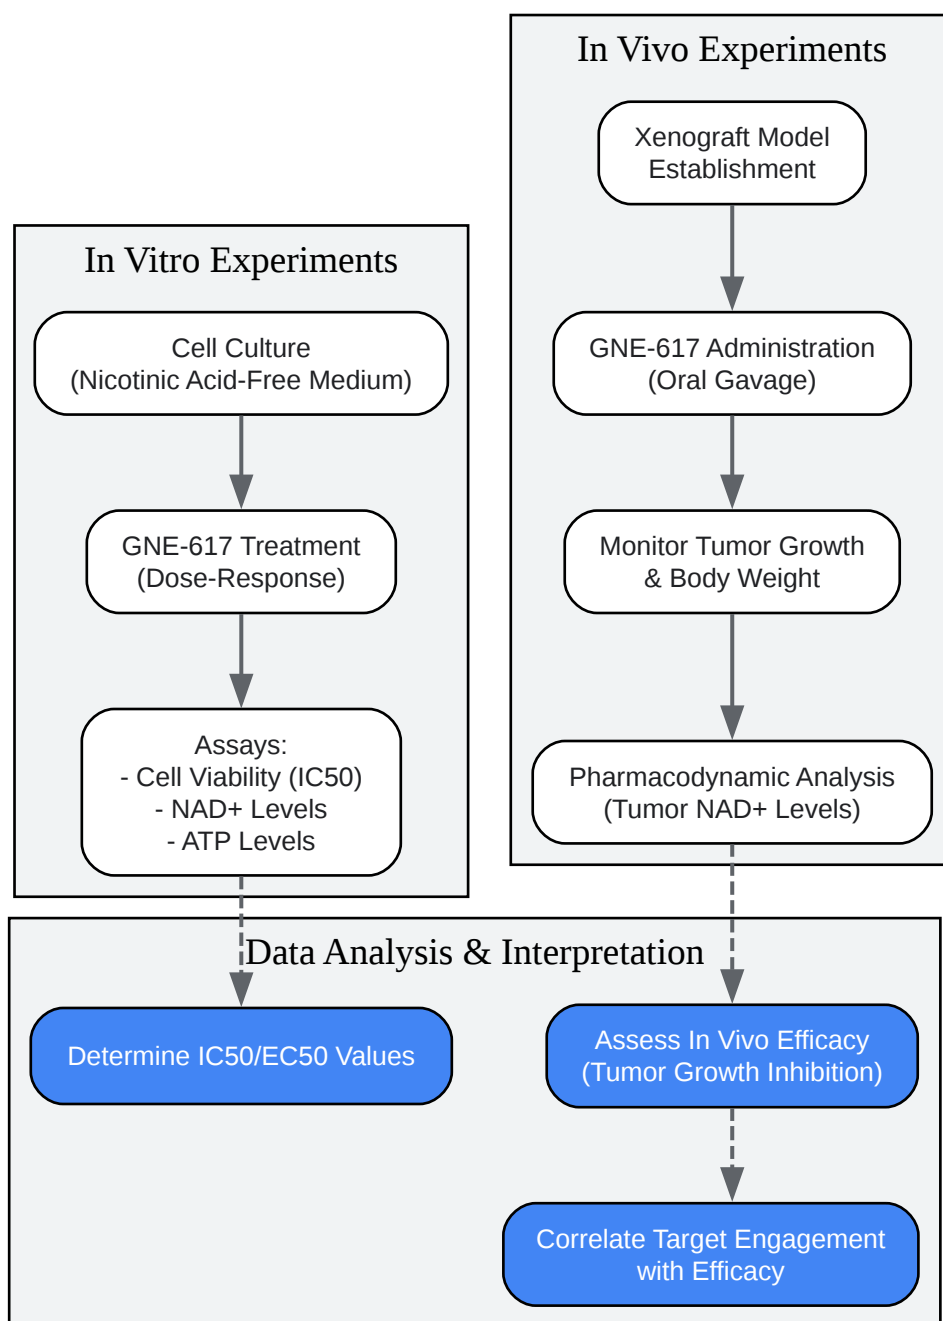 In Vivo Experiments
Xenograft Model
Establishment
GNE-617 Administration
(Oral Gavage)
Monitor Tumor Growth
& Body Weight
Pharmacodynamic Analysis
(Tumor NAD+ Levels)
In Vitro Experiments
Cell Culture
(Nicotinic Acid-Free Medium)
GNE-617 Treatment
(Dose-Response)
Assays:
- Cell Viability (IC50)
- NAD+ Levels
- ATP Levels
Data Analysis & Interpretation
Determine IC50/EC50 Values
Assess In Vivo Efficacy
(Tumor Growth Inhibition)
Correlate Target Engagement
with Efficacy